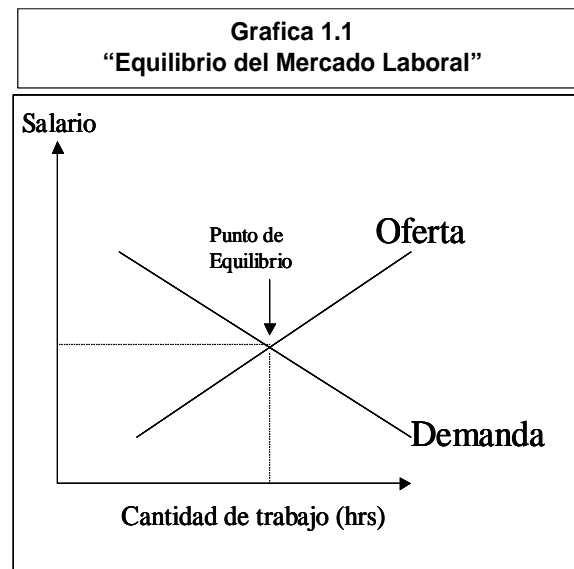 Grafica 1.1
“Equilibrio del Mercado Laboral”
Salario
Punto de
Equilibrio
Oferta
Demanda
Cantidad de trabajo (hrs)